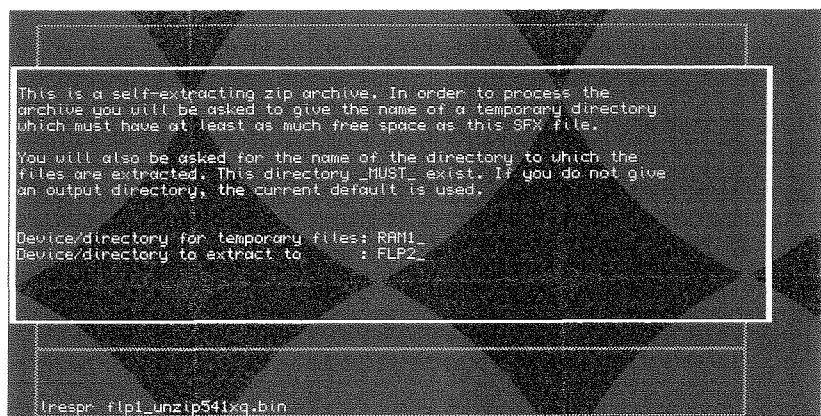 This is a self-extracting zip archive. In order to process the
archive you will be asked to give the name of a temporary directory
which must have at least as much free space as this SFX file.
You will also be asked for the name of the directory to which the
files are extracted. This directory _MUST_ exist. If you do not give
an output directory, the current default is used.
Device/directory for temporary files: RAM1_
Device/directory to extract to : FLP2_
lrespr flp1_unzip541xq.bin